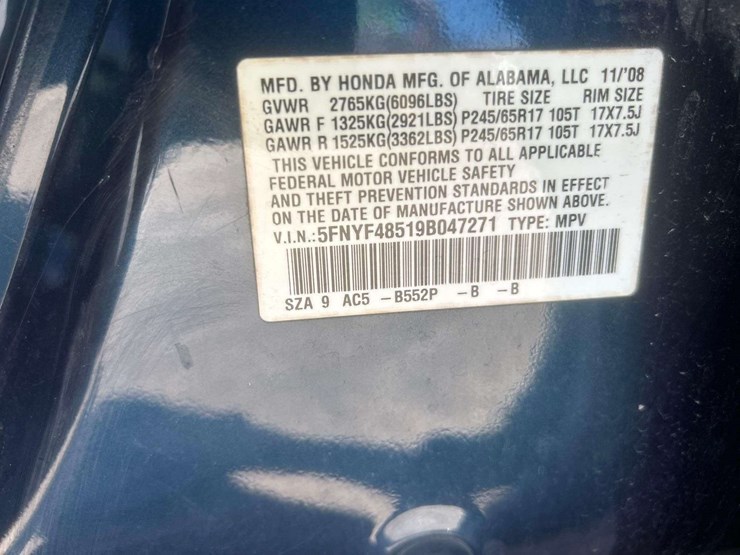 MFD. BY HONDA MFG. OF ALABAMA, LLC 11/'08
GVWR 2765KG(6096LBS) TIRE SIZE RIM SIZE
GAWR F 1325KG(2921LBS) P245/65R17 105T 17X7.5J
GAWR R 1525KG(3362LBS) P245/65R17 105T 17X7.5J
THIS VEHICLE CONFORMS TO ALL APPLICABLE
FEDERAL MOTOR VEHICLE SAFETY
AND THEFT PREVENTION STANDARDS IN EFFECT
ON THE DATE OF MANUFACTURE SHOWN ABOVE.
V.I.N.:5FNYF48519B047271 TYPE: MPV
SZA 9 AC5 -B552P -B -B